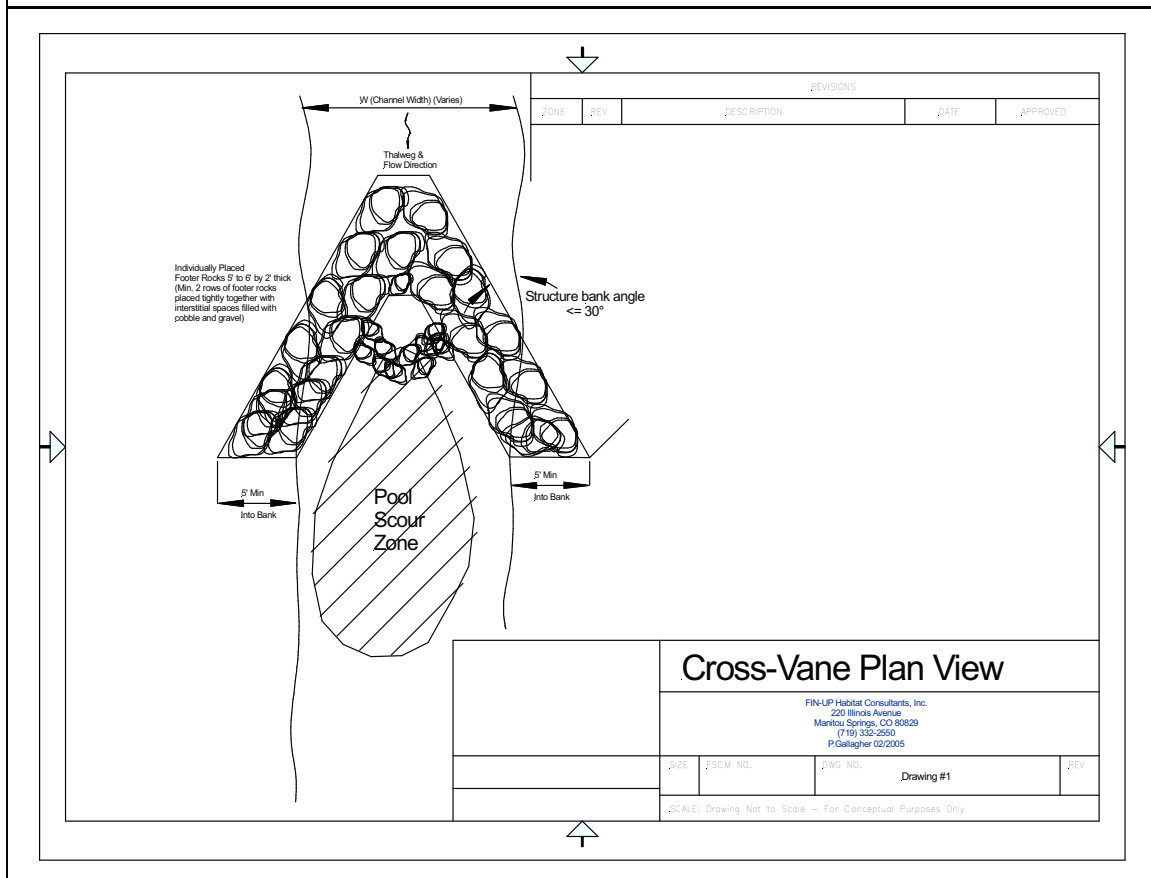 W (Channel Width) (Varies)
Thalweg &
Flow Direction
Individually Placed
Footer Rocks 5' to 6' by 2' thick
(Min. 2 rows of footer rocks
placed tightly together with
interstitial spaces filled with
cobble and gravel)
Structure bank angle
<= 30°
5' Min
Into Bank
5' Min
Into Bank
Pool
Scour
Zone
REVISIONS
ZONE REV DESCRIPTION DATE APPROVED
Cross-Vane Plan View
FIN-UP Habitat Consultants, Inc.
220 Illinois Avenue
Manitou Springs, CO 80829
(719) 332-2550
P.Gallagher 02/2005
SIZE FSCM NO. DWG NO. REV
Drawing #1
SCALE: Drawing Not to Scale – For Conceptual Purposes Only